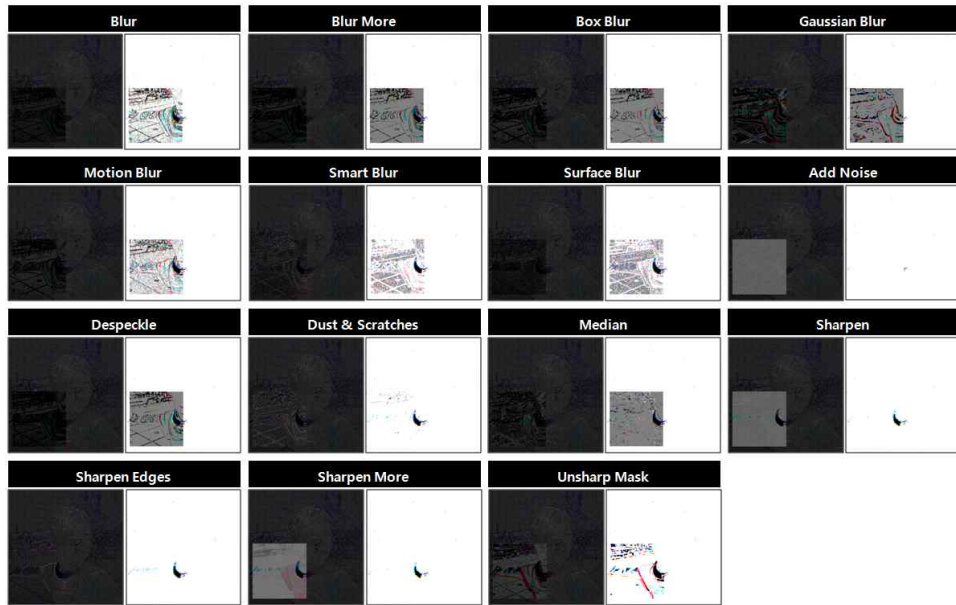 Blur
Blur More
Box Blur
Gaussian Blur
Motion Blur
Smart Blur
Surface Blur
Add Noise
Despeckle
Dust & Scratches
Median
Sharpen
Sharpen Edges
Sharpen More
Unsharp Mask